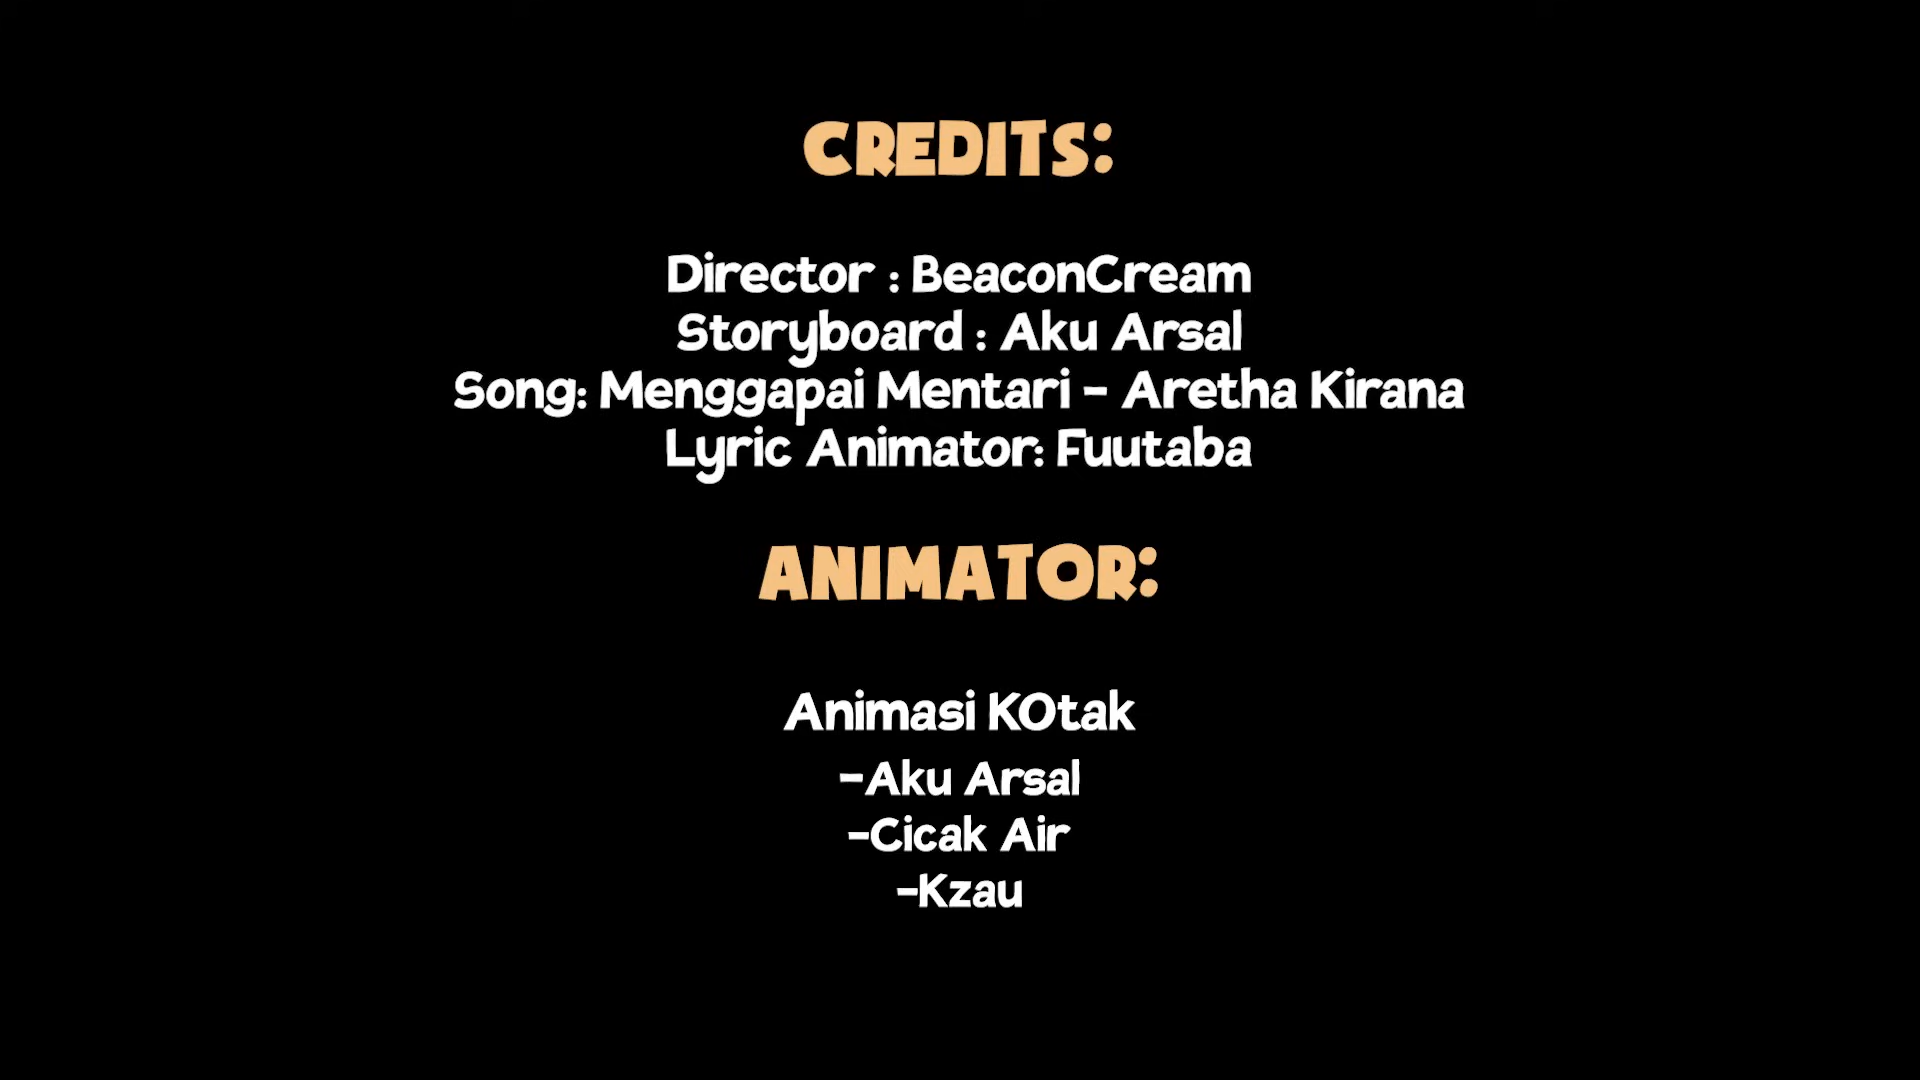 CREDITS:
Director : BeaconCream
Storyboard : Aku Arsal
Song: Menggapai Mentari - Aretha Kirana
Lyric Animator: Fuutaba
ANIMATOR:
Animasi KOtak
-Aku Arsal
-Cicak Air
-Kzau